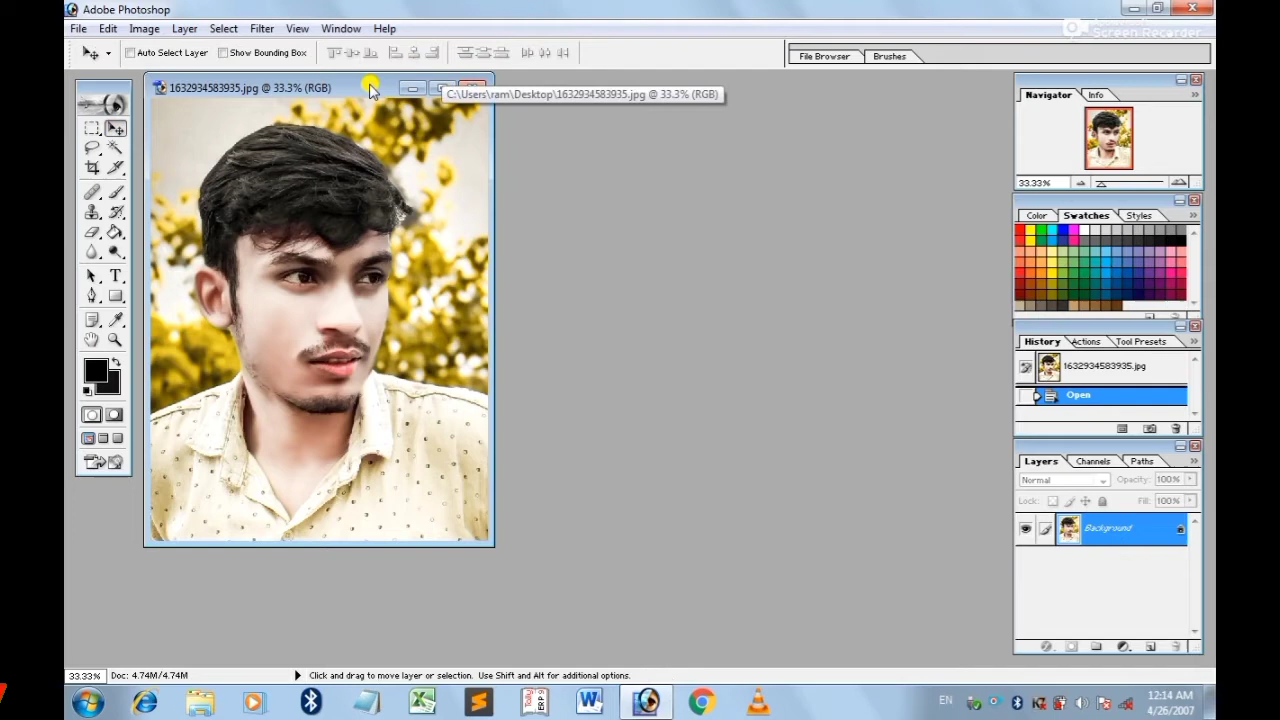 Adobe Photoshop
File Edit Image Layer Select Filter View Window Help
Screen Recorder
Auto Select Layer Show Bounding Box
File Browser Brushes
1632934583935.jpg @ 33.3% (RGB)
C:\Users\ram\Desktop\1632934583935.jpg @ 33.3% (RGB)
Navigator Info
33.33%
Color Swatches Styles
History Actions Tool Presets
1632934583935.jpg
Open
Layers Channels Paths
Normal Opacity: 100%
Lock: Fill: 100%
Background
33.33% Doc: 4.74M/4.74M Click and drag to move layer or selection. Use Shift and Alt for additional options.
EN
12:14 AM
4/26/2007